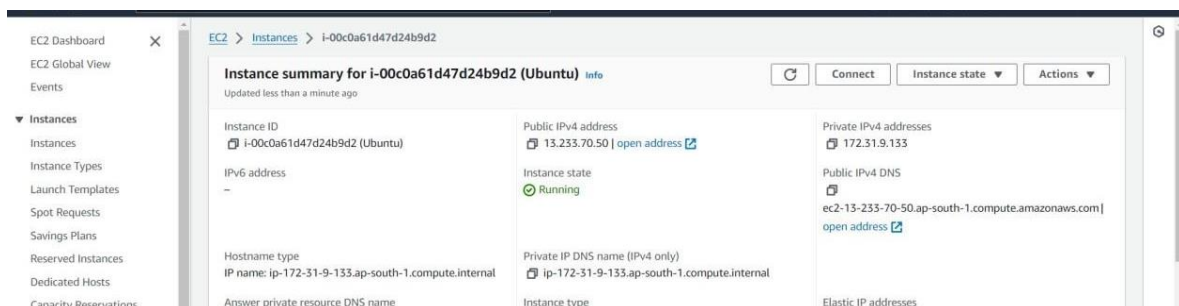 EC2 Dashboard
EC2 Global View
Events
Instances
Instances
Instance Types
Launch Templates
Spot Requests
Savings Plans
Reserved Instances
Dedicated Hosts
Capacity Reservations
EC2 > Instances > i-00c0a61d47d24b9d2
Instance summary for i-00c0a61d47d24b9d2 (Ubuntu) Info
Updated less than a minute ago
Connect
Instance state
Actions
Instance ID
i-00c0a61d47d24b9d2 (Ubuntu)
Public IPv4 address
13.233.70.50 | open address
Private IPv4 addresses
172.31.9.133
IPv6 address
–
Instance state
Running
Public IPv4 DNS
ec2-13-233-70-50.ap-south-1.compute.amazonaws.com |
open address
Hostname type
IP name: ip-172-31-9-133.ap-south-1.compute.internal
Private IP DNS name (IPv4 only)
ip-172-31-9-133.ap-south-1.compute.internal
Answer private resource DNS name
Instance type
Elastic IP addresses